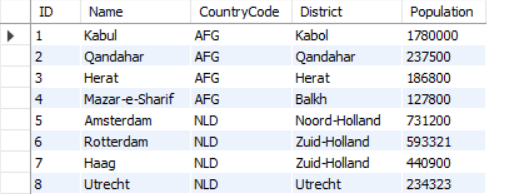 ID Name CountryCode District Population
1 Kabul AFG Kabol 1780000
2 Qandahar AFG Qandahar 237500
3 Herat AFG Herat 186800
4 Mazar-e-Sharif AFG Balkh 127800
5 Amsterdam NLD Noord-Holland 731200
6 Rotterdam NLD Zuid-Holland 593321
7 Haag NLD Zuid-Holland 440900
8 Utrecht NLD Utrecht 234323